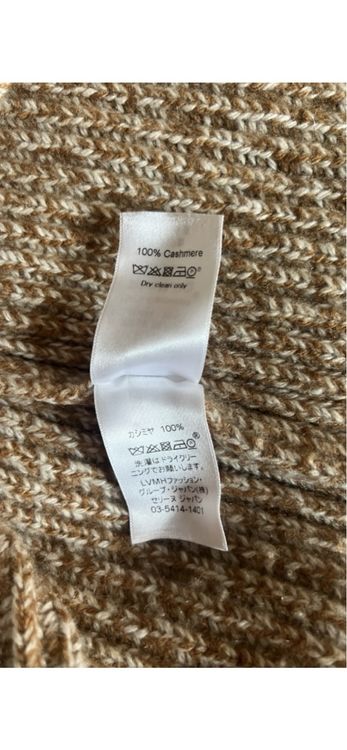 100% Cashmere
Dry clean only
カシミヤ 100%
洗濯はドライクリー
ニングでお願いします。
LVMHファッション・
グループ・ジャパン(株)
セリーヌ ジャパン
03-5414-1401